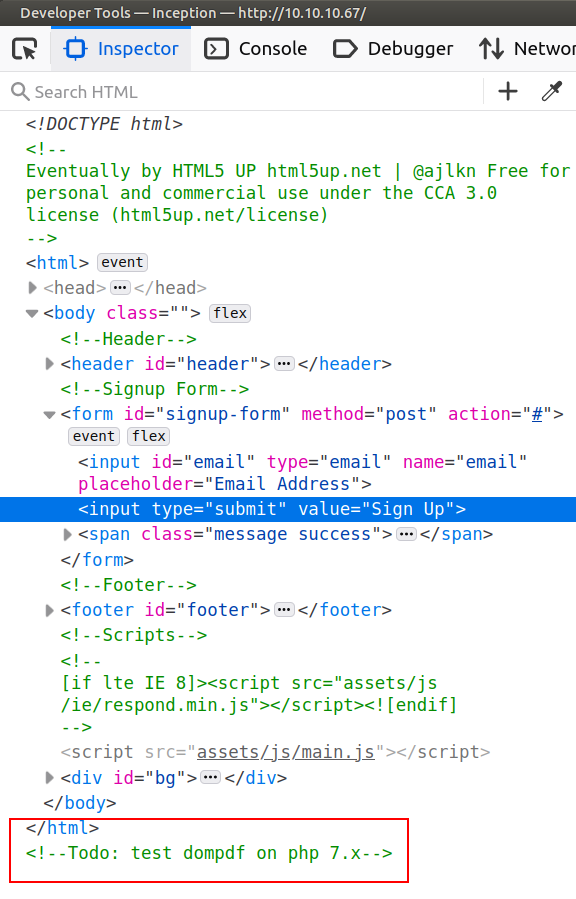 Developer Tools — Inception — http://10.10.10.67/
Inspector Console Debugger Networ
Search HTML
<!DOCTYPE html>
<!--
Eventually by HTML5 UP html5up.net | @ajlkn Free for
personal and commercial use under the CCA 3.0
license (html5up.net/license)
-->
<html> event
<head>···</head>
<body class=""> flex
<!--Header-->
<header id="header">···</header>
<!--Signup Form-->
<form id="signup-form" method="post" action="#">
event flex
<input id="email" type="email" name="email"
placeholder="Email Address">
<input type="submit" value="Sign Up">
<span class="message success">···</span>
</form>
<!--Footer-->
<footer id="footer">···</footer>
<!--Scripts-->
<!--
[if lte IE 8]><script src="assets/js
/ie/respond.min.js"></script><![endif]
-->
<script src="assets/js/main.js"></script>
<div id="bg">···</div>
</body>
</html>
<!--Todo: test dompdf on php 7.x-->